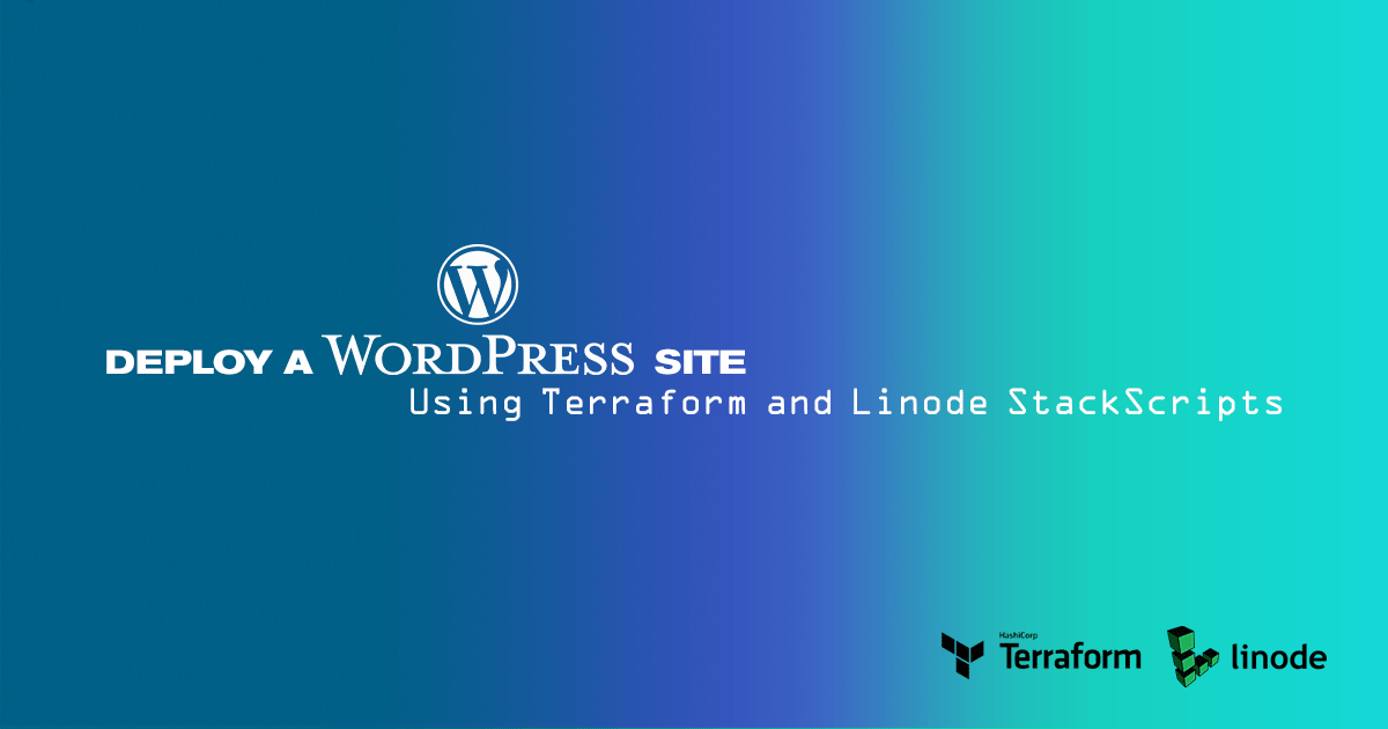 W
DEPLOY A WORDPRESS SITE
Using Terraform and Linode StackScripts
HashiCorp
Terraform
linode